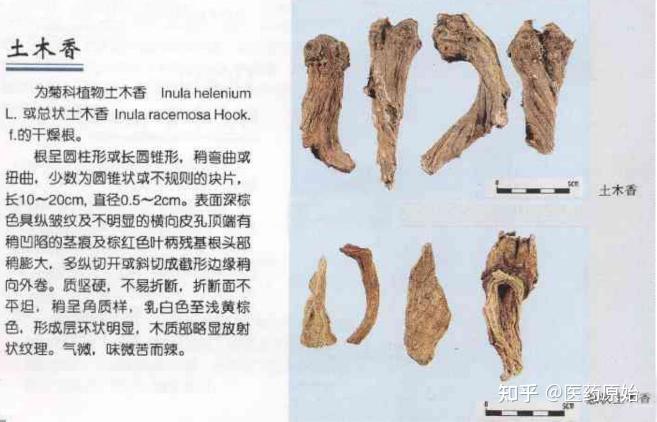 土木香
为菊科植物土木香 Inula helenium
L. 或总状土木香 Inula racemosa Hook.
f.的干燥根。
根呈圆柱形或长圆锥形，稍弯曲或
扭曲，少数为圆锥状或不规则的块片，
长10～20cm, 直径0.5～2cm。表面深棕
色具纵皱纹及不明显的横向皮孔顶端有
稍凹陷的茎痕及棕红色叶柄残基根头部
稍膨大，多纵切开或斜切成截形边缘稍
向外卷。质坚硬，不易折断，折断面不
平坦，稍呈角质样，乳白色至浅黄棕
色，形成层环状明显，木质部略显放射
状纹理。气微，味微苦而辣。
0 5cm
土木香
0 5cm
总状土木香
知乎 @医药原始